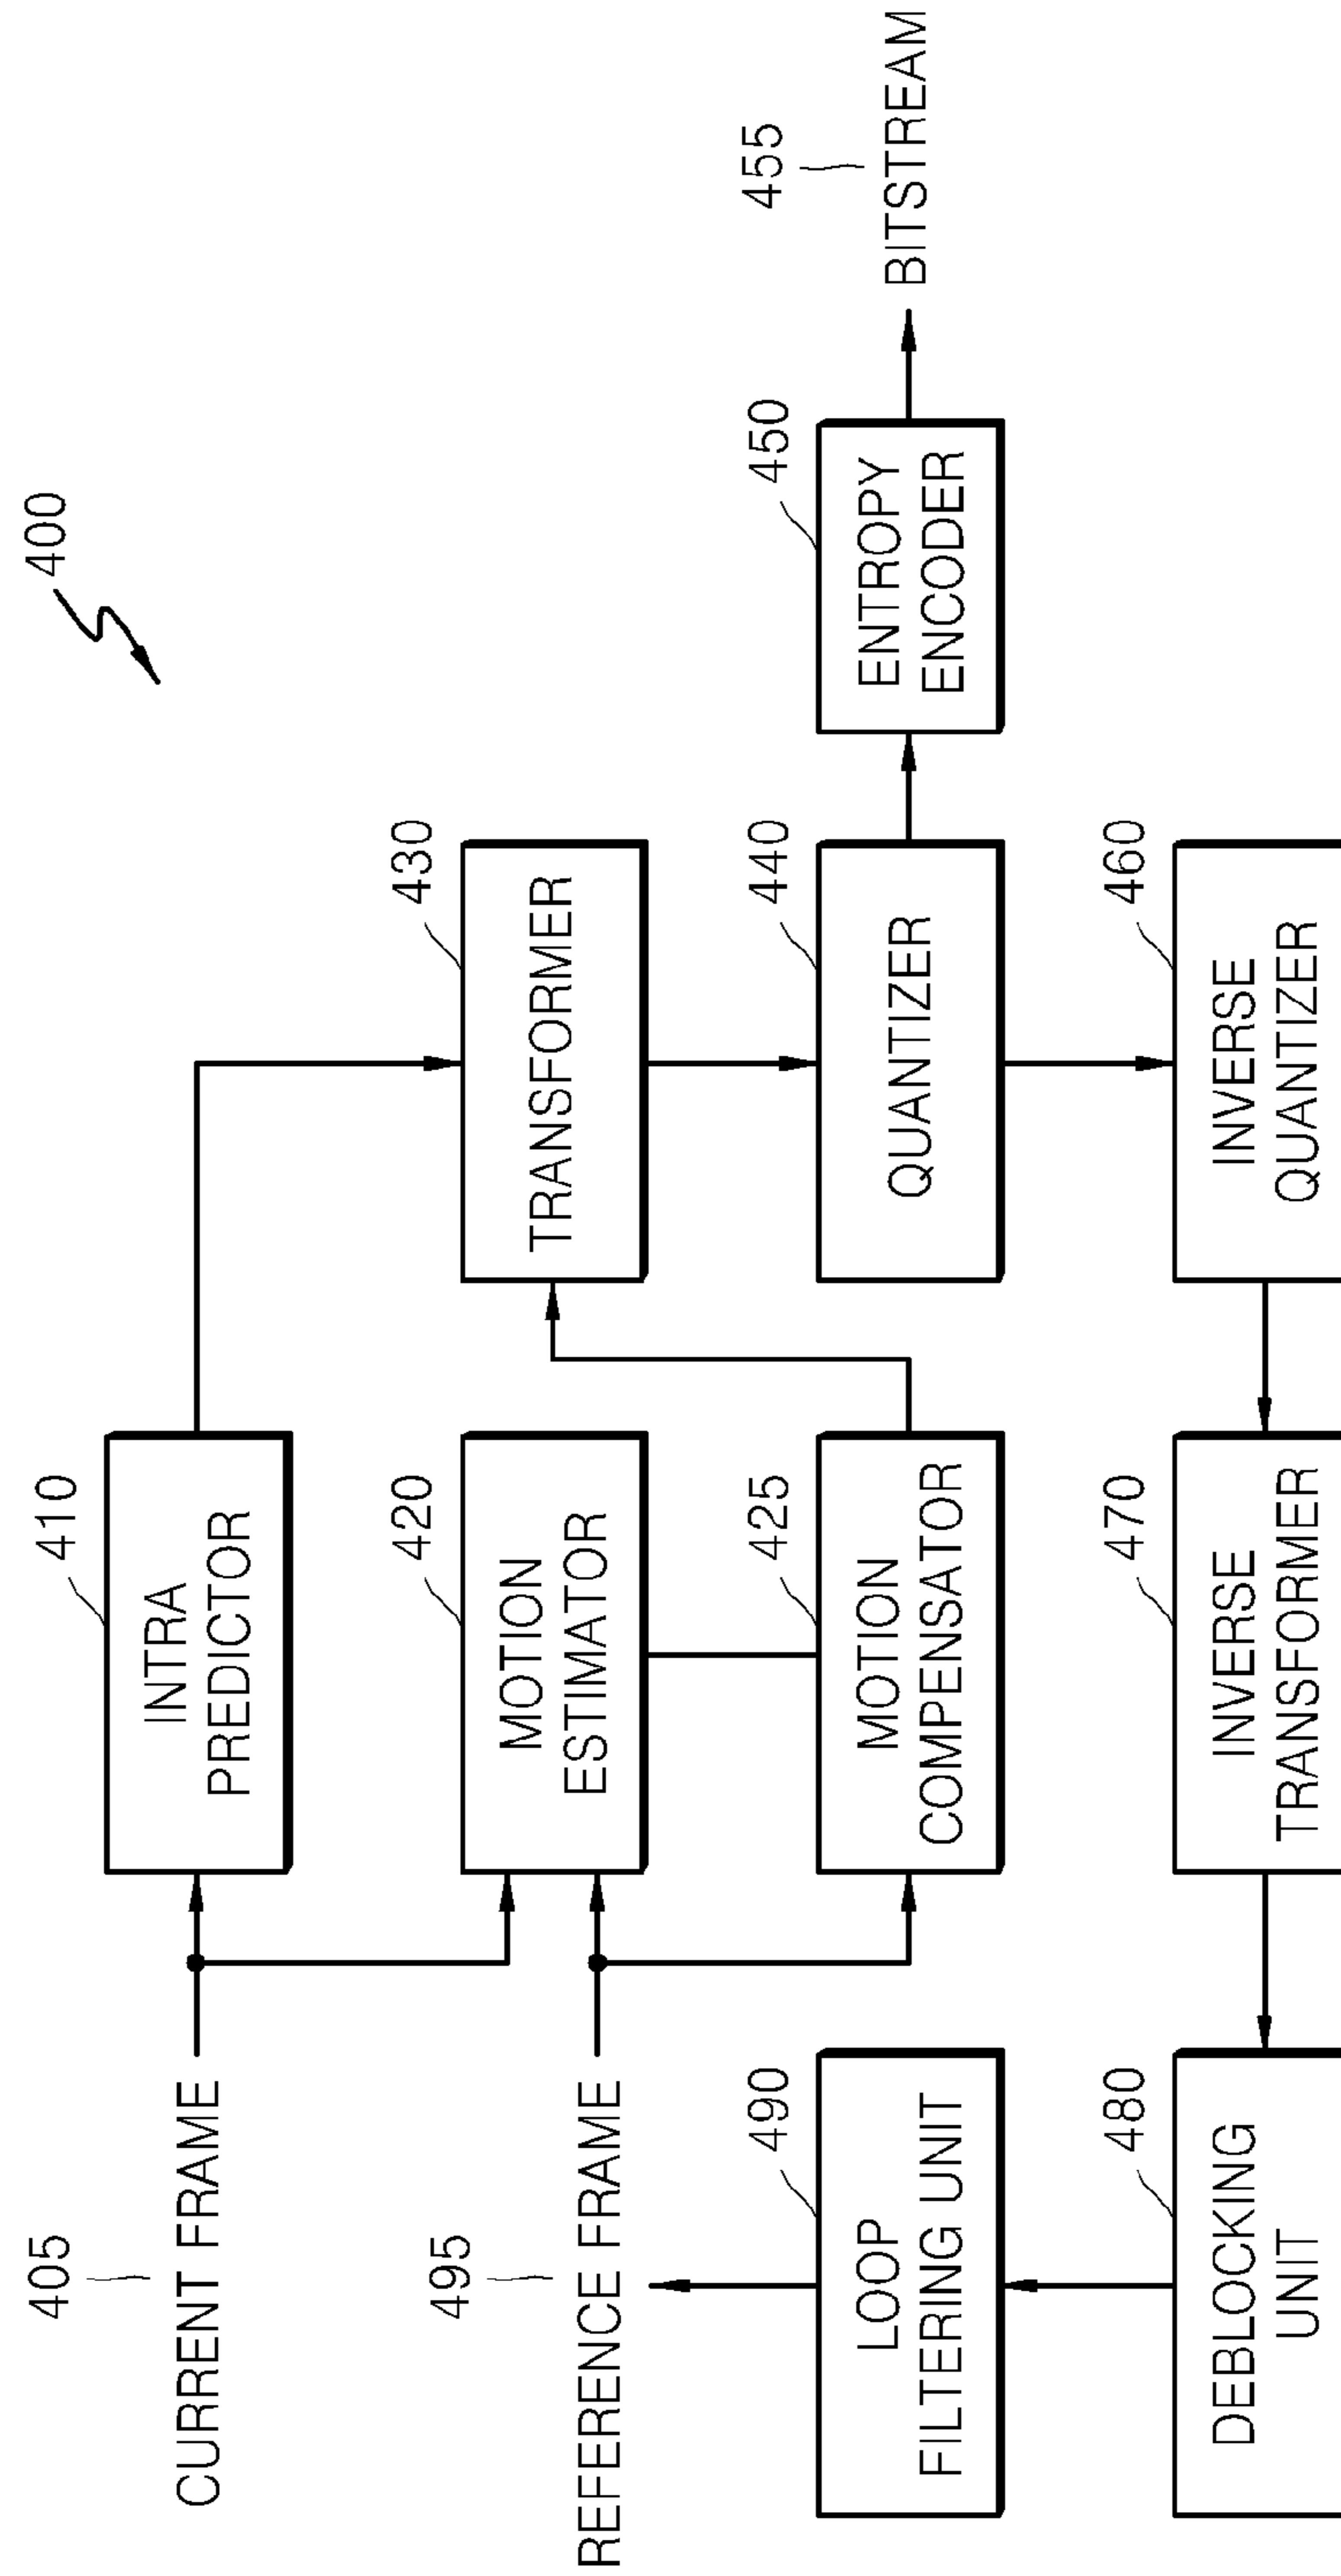 400
405
CURRENT FRAME
410
INTRA
PREDICTOR
495
REFERENCE FRAME
420
MOTION
ESTIMATOR
430
TRANSFORMER
490
LOOP
FILTERING UNIT
425
MOTION
COMPENSATOR
440
QUANTIZER
450
ENTROPY
ENCODER
455
BITSTREAM
480
DEBLOCKING
UNIT
470
INVERSE
TRANSFORMER
460
INVERSE
QUANTIZER